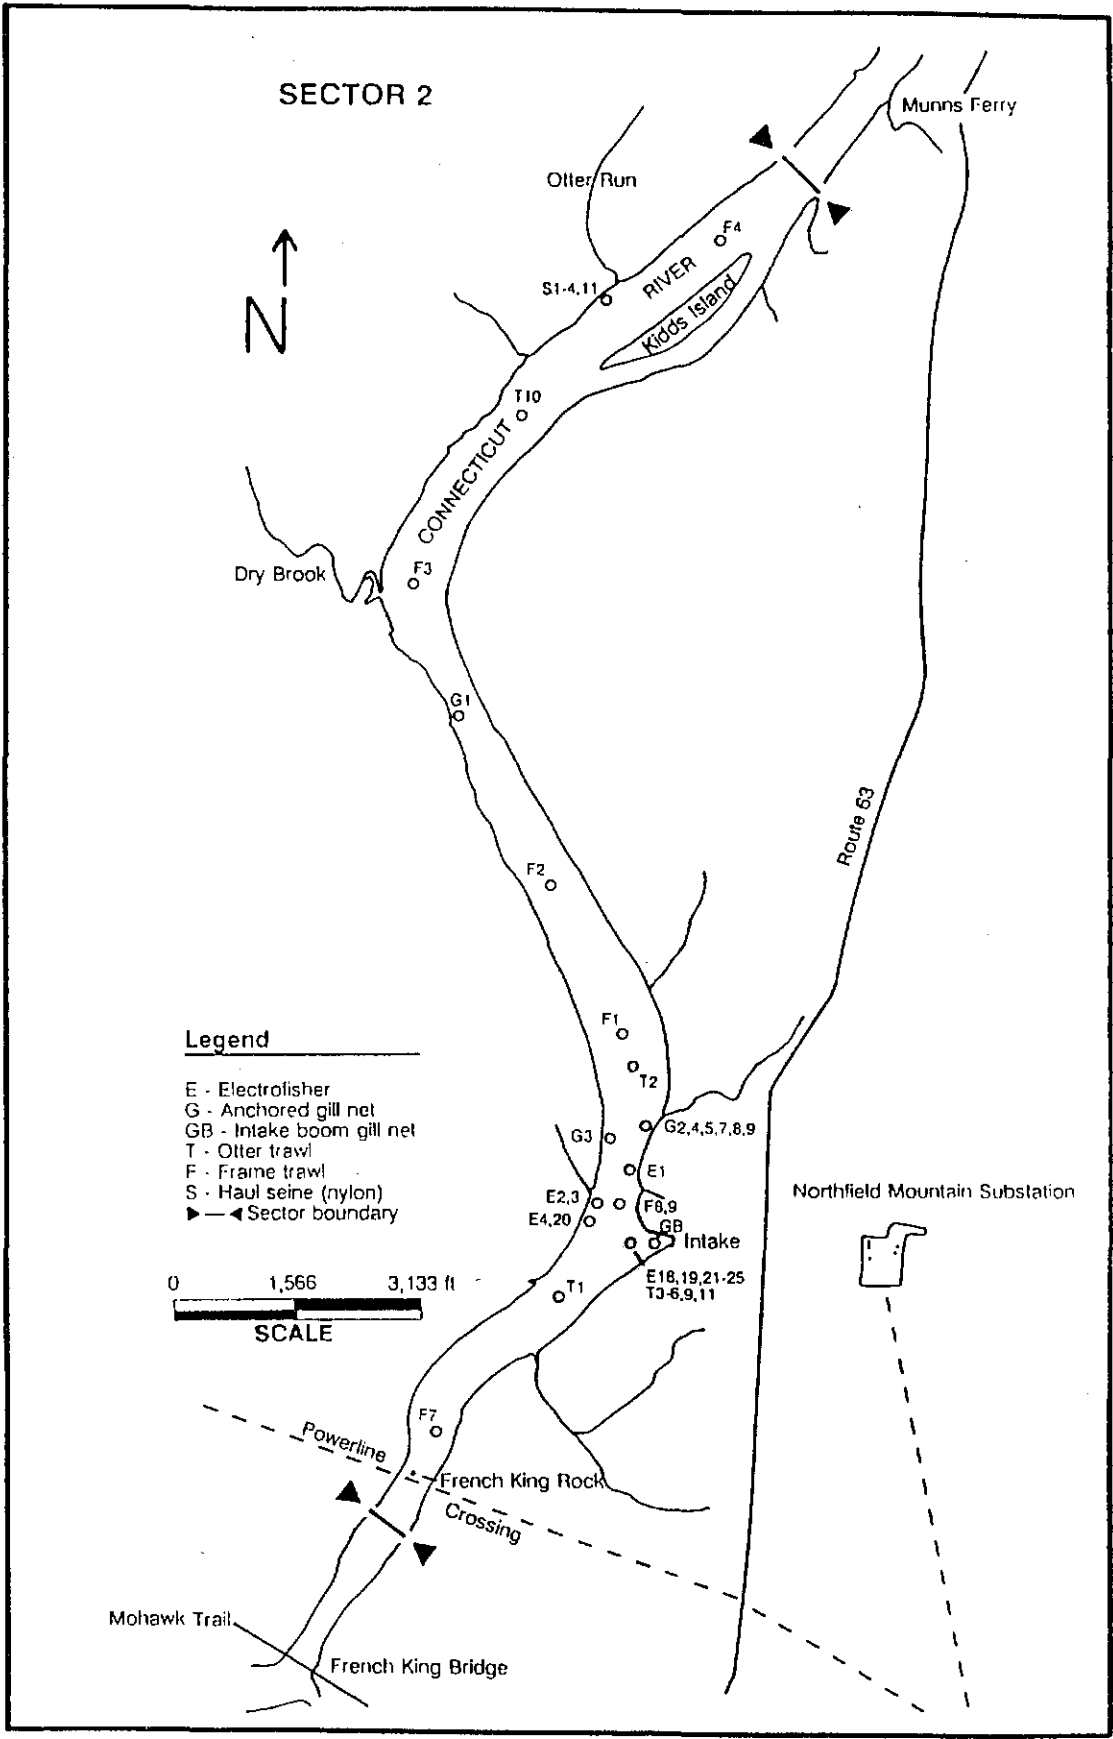 SECTOR 2
Munns Ferry
Otter Run
F4
RIVER
S1-4,11
Kidds Island
N
T10
CONNECTICUT
F3
Dry Brook
G1
Route 63
F2
F1
Legend
T2
E - Electrofisher
G - Anchored gill net
GB - Intake boom gill net
T - Otter trawl
F - Frame trawl
S - Haul seine (nylon)
Sector boundary
G2,4,5,7,8,9
G3
E1
Northfield Mountain Substation
E2,3
F8,9
E4,20
GB
Intake
E18,19,21-25
T3-6,9,11
0 1,566 3,133 ft
SCALE
T1
F7
Powerline
French King Rock
Crossing
Mohawk Trail
French King Bridge